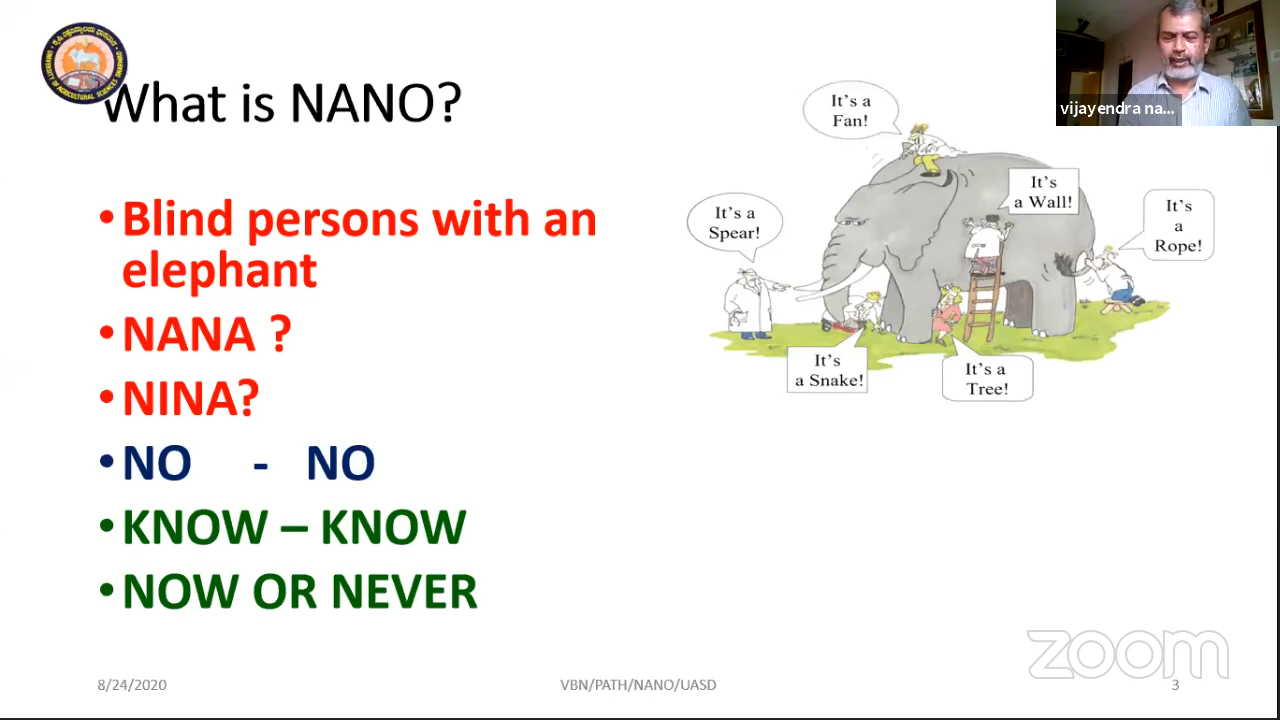 What is NANO?
• Blind persons with an
elephant
• NANA ?
• NINA?
• NO - NO
• KNOW – KNOW
• NOW OR NEVER
It's a
Fan!
It's
a Wall!
It's a
Spear!
It's
a
Rope!
It's
a Snake!
It's a
Tree!
vijayendra na...
zoom
8/24/2020
VBN/PATH/NANO/UASD
3